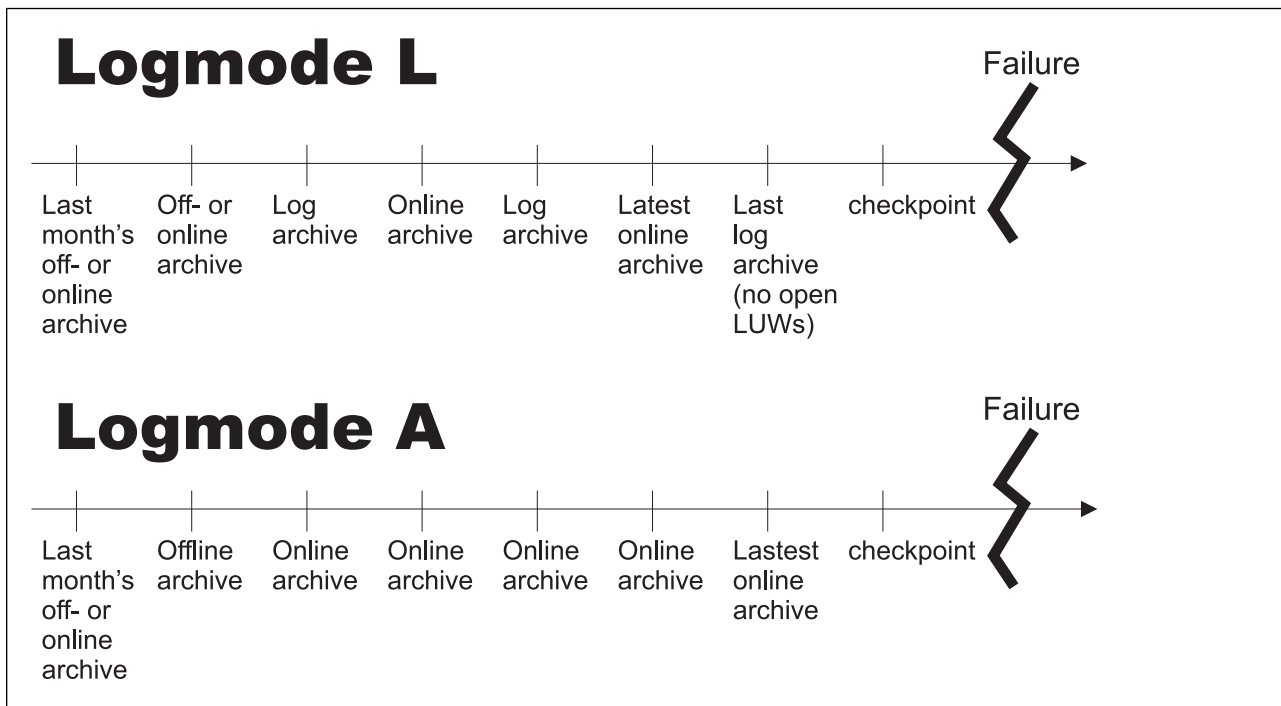 Logmode L
Failure
Last
month's
off- or
online
archive
Off- or
online
archive
Log
archive
Online
archive
Log
archive
Latest
online
archive
Last
log
archive
(no open
LUWs)
checkpoint
Logmode A
Failure
Last
month's
off- or
online
archive
Offline
archive
Online
archive
Online
archive
Online
archive
Online
archive
Lastest
online
archive
checkpoint